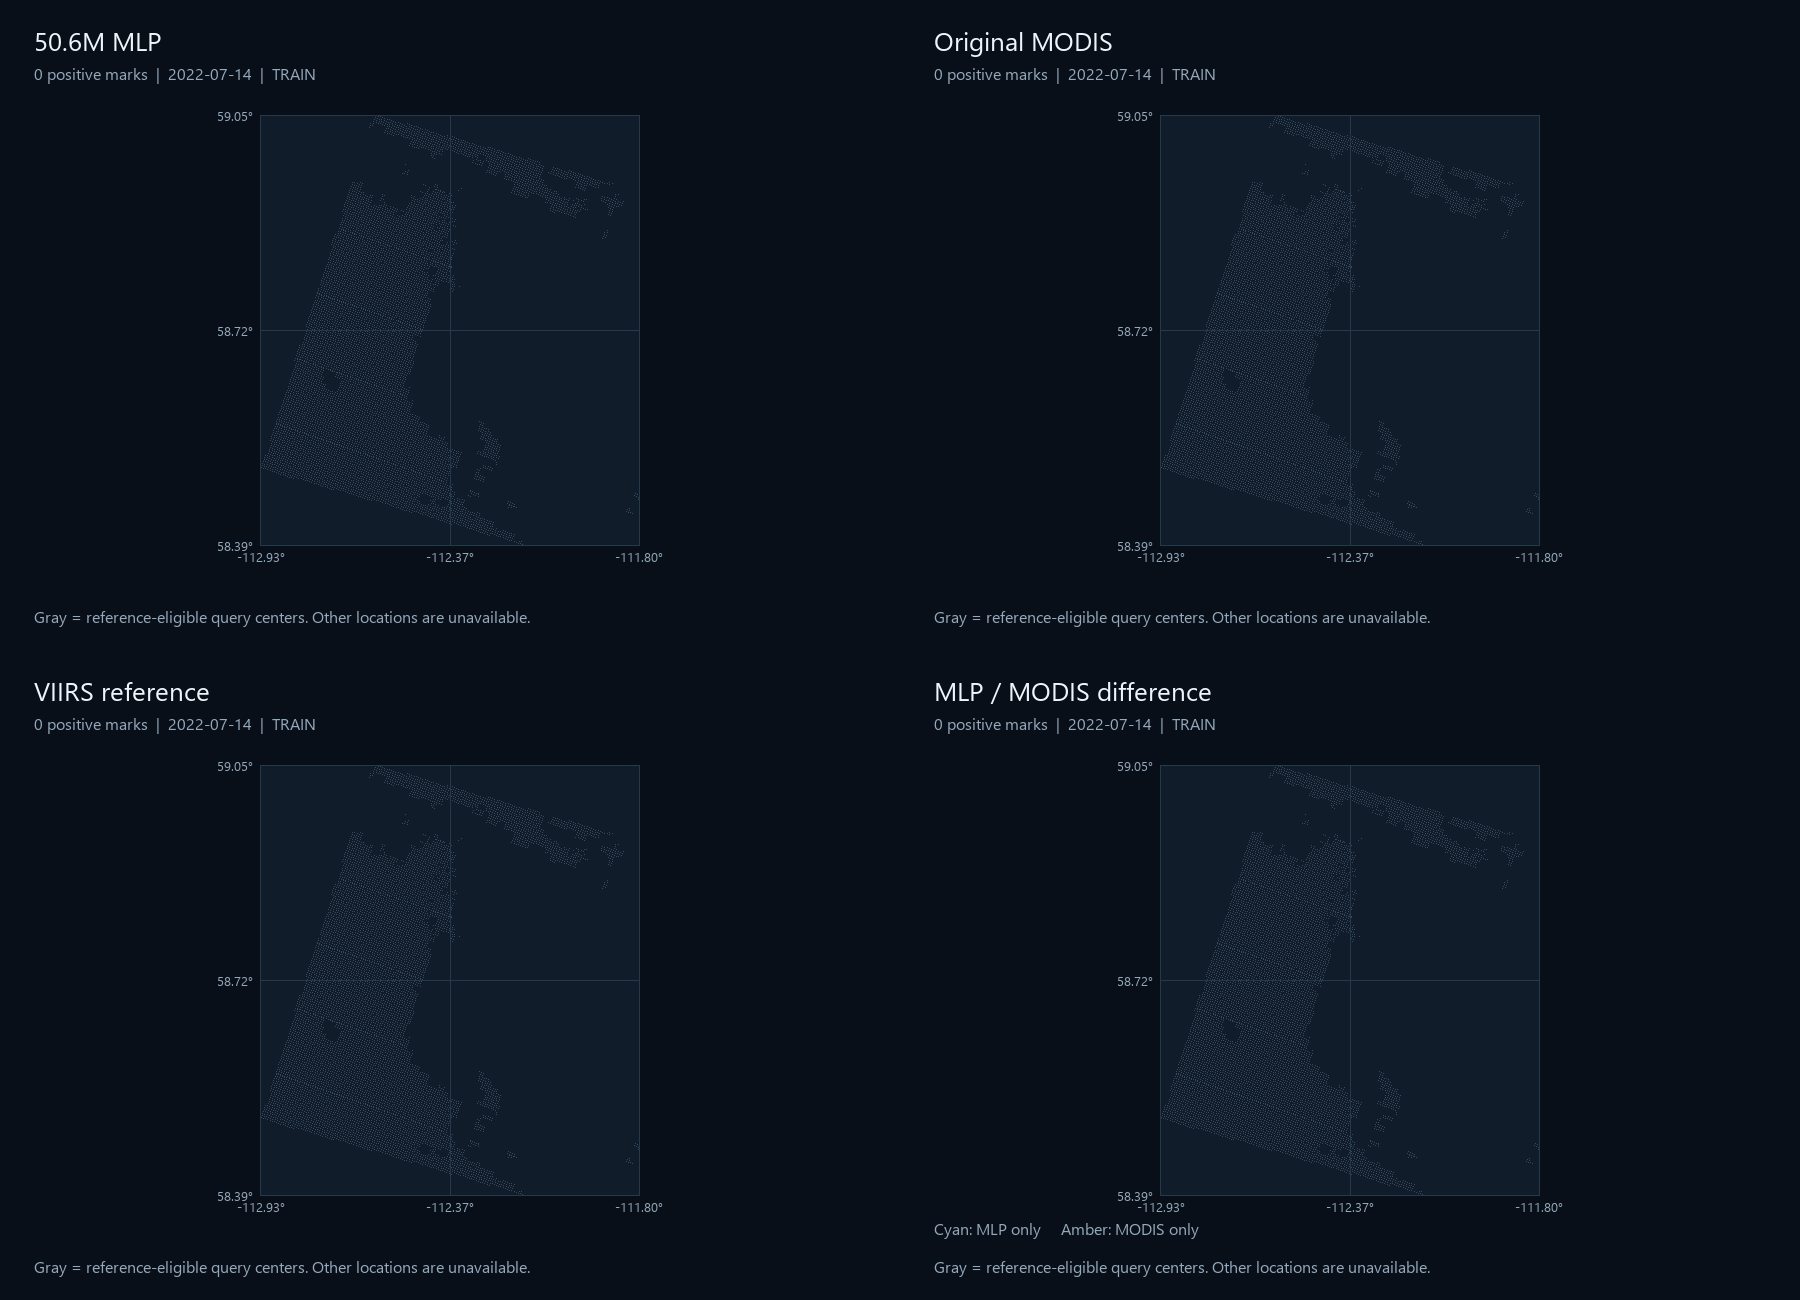 50.6M MLP
0 positive marks | 2022-07-14 | TRAIN
59.05°
58.72°
58.39°
-112.93°
-112.37°
-111.80°
Gray = reference-eligible query centers. Other locations are unavailable.
Original MODIS
0 positive marks | 2022-07-14 | TRAIN
59.05°
58.72°
58.39°
-112.93°
-112.37°
-111.80°
Gray = reference-eligible query centers. Other locations are unavailable.
VIIRS reference
0 positive marks | 2022-07-14 | TRAIN
59.05°
58.72°
58.39°
-112.93°
-112.37°
-111.80°
Gray = reference-eligible query centers. Other locations are unavailable.
MLP / MODIS difference
0 positive marks | 2022-07-14 | TRAIN
59.05°
58.72°
58.39°
-112.93°
-112.37°
-111.80°
Cyan: MLP only Amber: MODIS only
Gray = reference-eligible query centers. Other locations are unavailable.